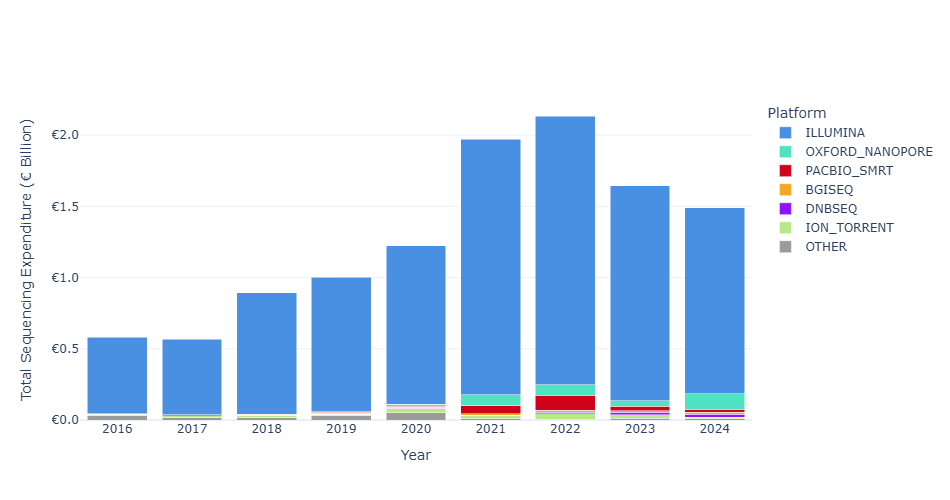 Total Sequencing Expenditure (€ Billion)
€2.0
€1.5
€1.0
€0.5
€0.0
2016 2017 2018 2019 2020 2021 2022 2023 2024
Year
Platform
ILLUMINA
OXFORD_NANOPORE
PACBIO_SMRT
BGISEQ
DNBSEQ
ION_TORRENT
OTHER